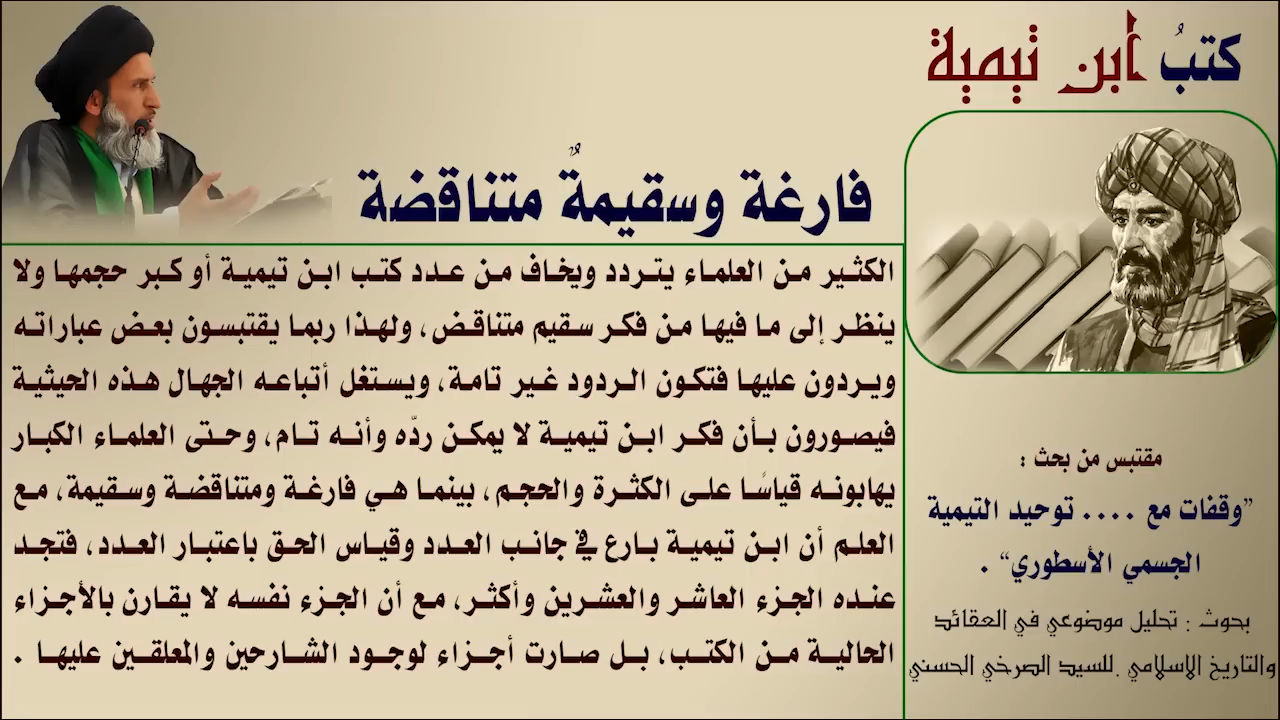 كتبُ أبن تيمية
فارغة وسقيمةٌ متناقضة
الكثير من العلماء يتردد ويخاف من عدد كتب ابن تيمية أو كبر حجمها ولا
ينظر إلى ما فيها من فكر سقيم متناقض، ولهذا ربما يقتبسون بعض عباراته
ويردون عليها فتكون الردود غير تامة، ويستغل أتباعه الجهال هذه الحيثية
فيصورون بأن فكر ابن تيمية لا يمكن ردّه وأنه تام، وحتى العلماء الكبار
يهابونه قياسًا على الكثرة والحجم، بينما هي فارغة ومتناقضة وسقيمة، مع
العلم أن ابن تيمية بارع في جانب العدد وقياس الحق باعتبار العدد، فتجد
عنده الجزء العاشر والعشرين وأكثر، مع أن الجزء نفسه لا يقارن بالأجزاء
الحالية من الكتب، بل صارت أجزاء لوجود الشارحين والمعلقين عليها .
مقتبس من بحث :
”وقفات مع .... توحيد التيمية
الجسمي الأسطوري“ .
بحوث : تحليل موضوعي في العقائد
والتاريخ الاسلامي .للسيد الصرخي الحسني